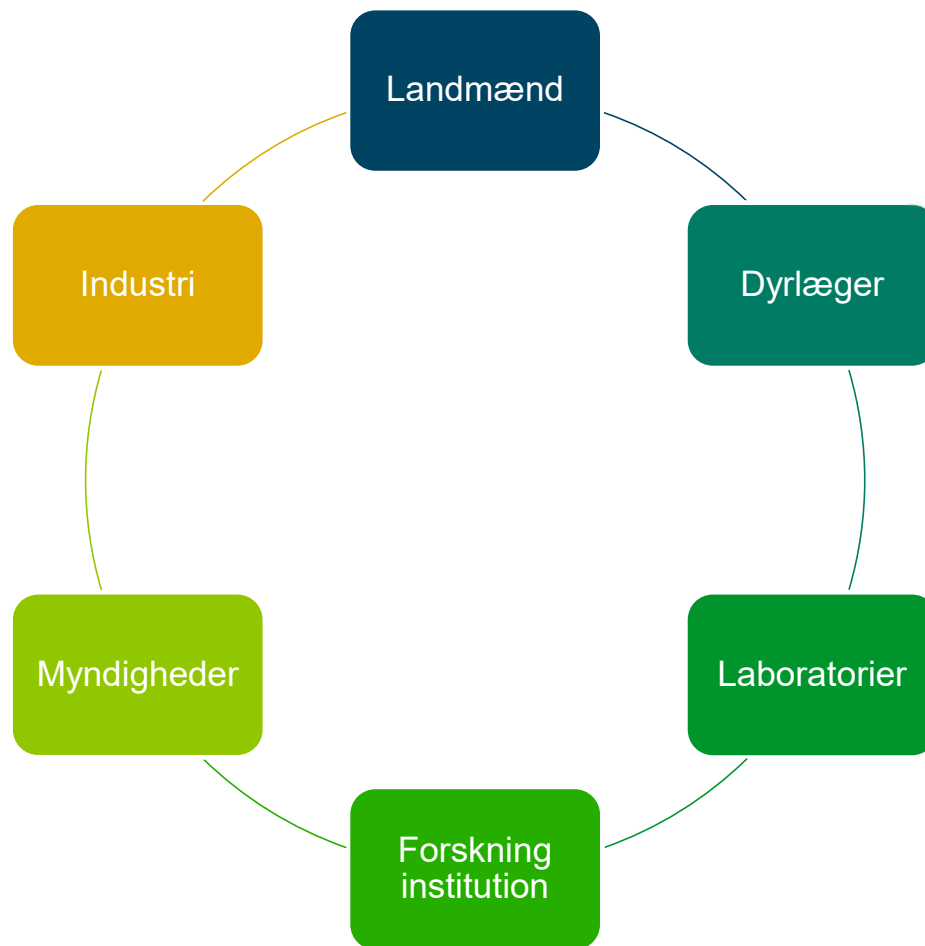 Landmænd
Industri
Dyrlæger
Myndigheder
Laboratorier
Forskning
institution